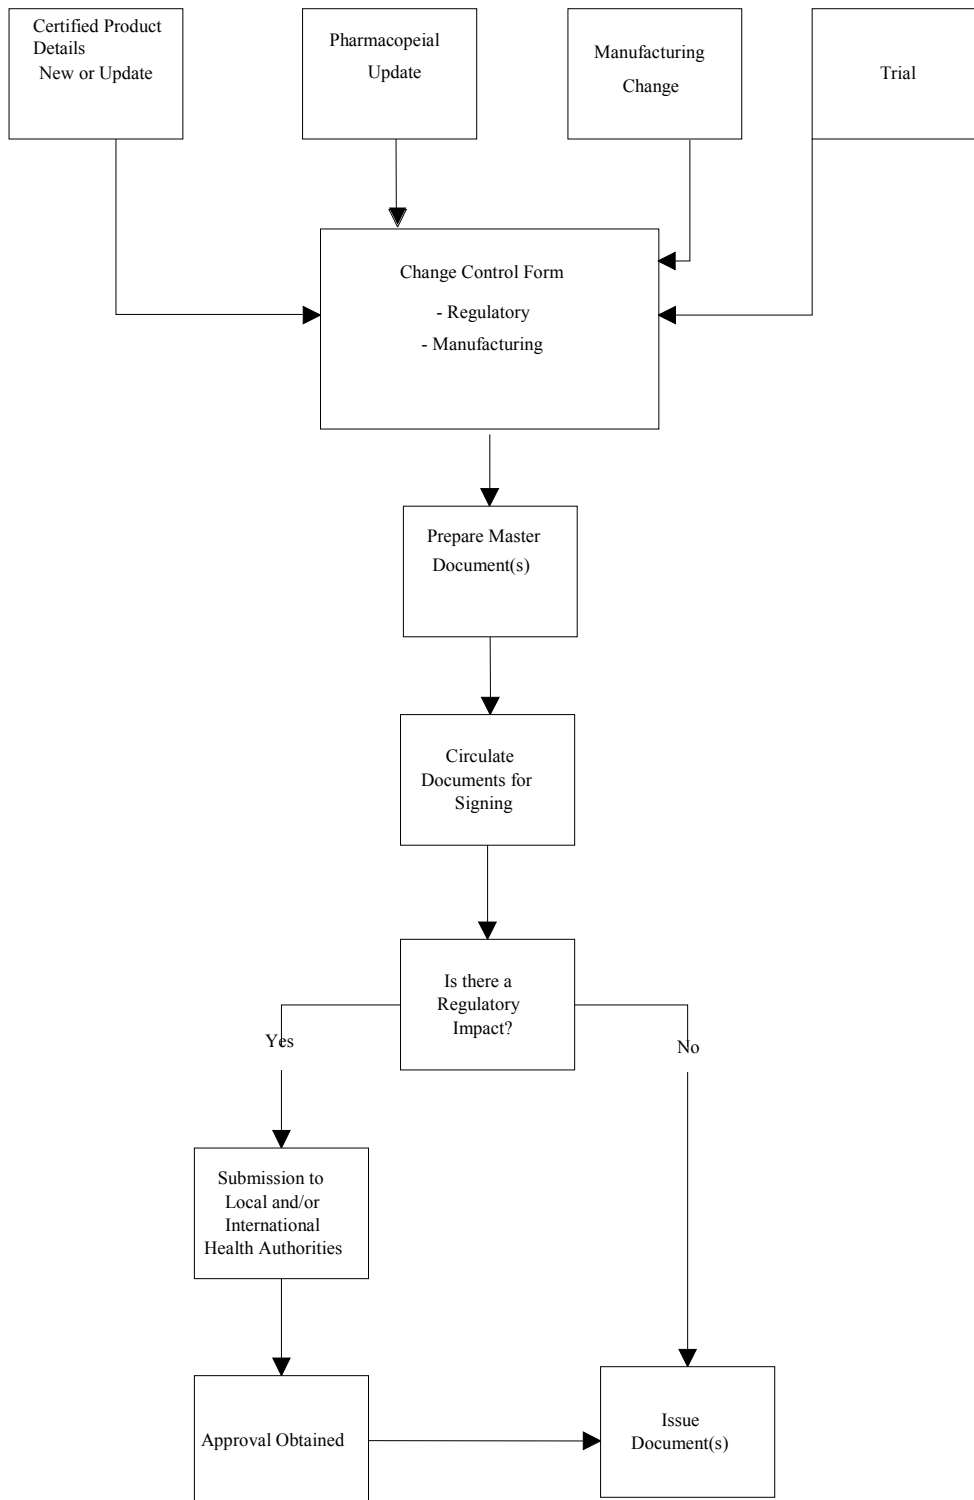 Certified Product
Details
New or Update
Pharmacopeial
Update
Manufacturing
Change
Trial
Change Control Form
- Regulatory
- Manufacturing
Prepare Master
Document(s)
Circulate
Documents for
Signing
Is there a
Regulatory
Impact?
Yes
No
Submission to
Local and/or
International
Health Authorities
Approval Obtained
Issue
Document(s)